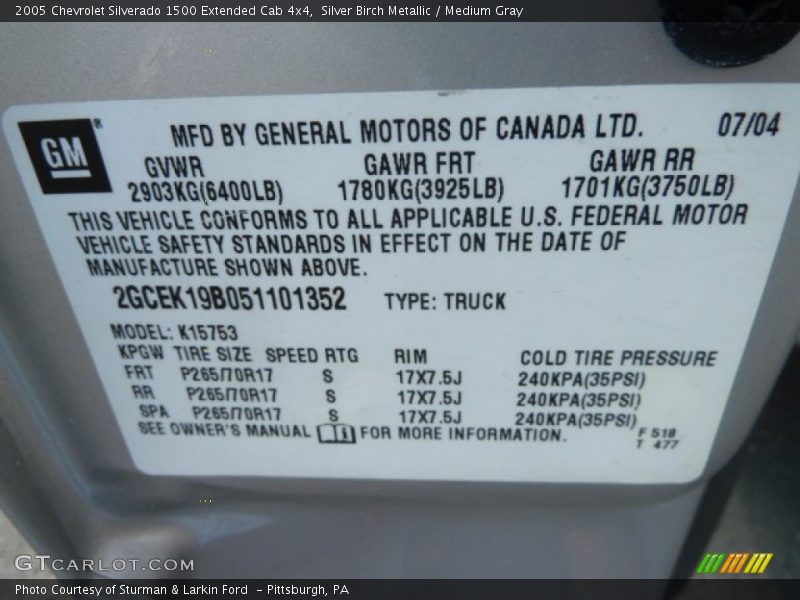 2005 Chevrolet Silverado 1500 Extended Cab 4x4,  Silver Birch Metallic / Medium Gray
GM®
MFD BY GENERAL MOTORS OF CANADA LTD. 07/04
GVWR GAWR FRT GAWR RR
2903KG(6400LB) 1780KG(3925LB) 1701KG(3750LB)
THIS VEHICLE CONFORMS TO ALL APPLICABLE U.S. FEDERAL MOTOR
VEHICLE SAFETY STANDARDS IN EFFECT ON THE DATE OF
MANUFACTURE SHOWN ABOVE.
2GCEK19B051101352 TYPE: TRUCK
MODEL: K15753
KPGW TIRE SIZE SPEED RTG RIM COLD TIRE PRESSURE
FRT P265/70R17 S 17X7.5J 240KPA(35PSI)
RR P265/70R17 S 17X7.5J 240KPA(35PSI)
SPA P265/70R17 S 17X7.5J 240KPA(35PSI)
SEE OWNER'S MANUAL FOR MORE INFORMATION.
F 518
T 477
GTCARLOT.COM
Photo Courtesy of Sturman & Larkin Ford  - Pittsburgh, PA